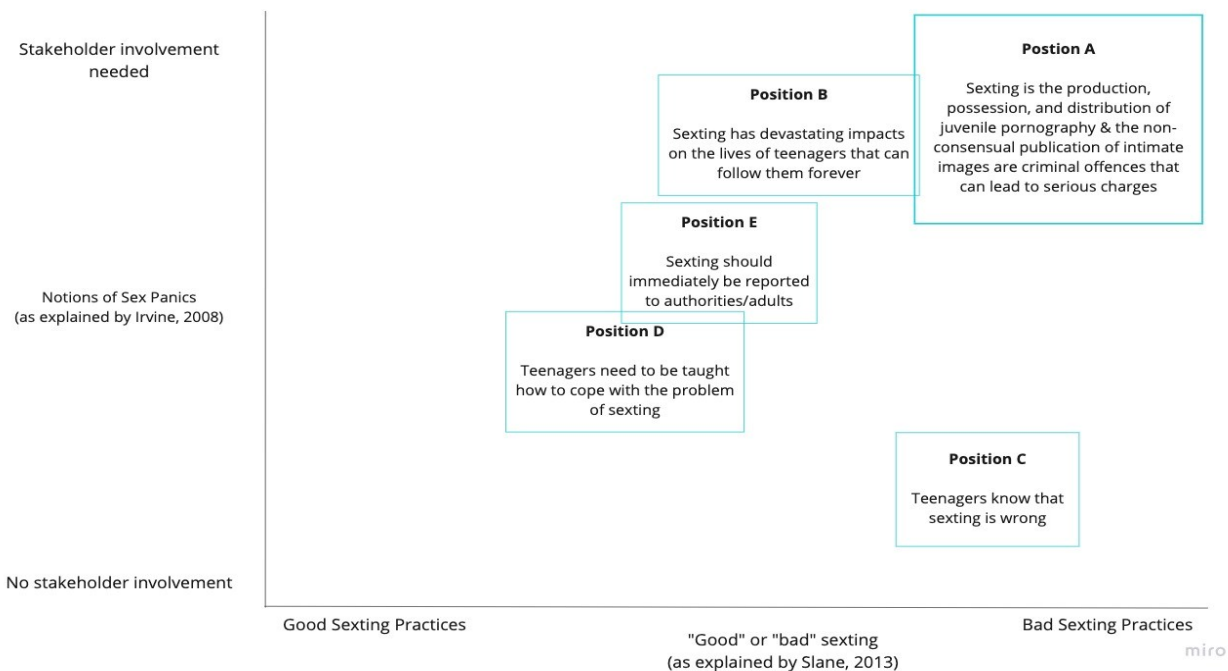 Stakeholder involvement
needed
Postion A
Sexting is the production,
possession, and distribution of
juvenile pornography & the non-
consensual publication of intimate
images are criminal offences that
can lead to serious charges
Position B
Sexting has devastating impacts
on the lives of teenagers that can
follow them forever
Position E
Sexting should
immediately be reported
to authorities/adults
Notions of Sex Panics
(as explained by Irvine, 2008)
Position D
Teenagers need to be taught
how to cope with the problem
of sexting
Position C
Teenagers know that
sexting is wrong
No stakeholder involvement
Good Sexting Practices
"Good" or "bad" sexting
(as explained by Slane, 2013)
Bad Sexting Practices
miro